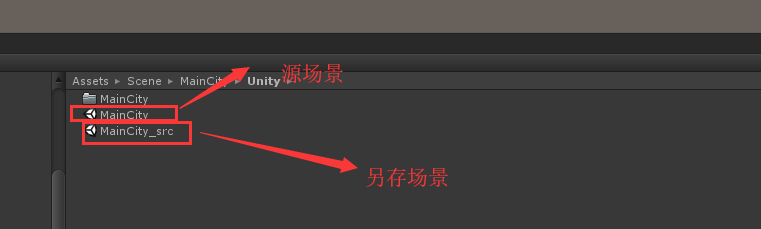 Assets ▸ Scene ▸ MainCity ▸ Unity ▸
源场景
MainCity
MainCity
MainCity_src
另存场景